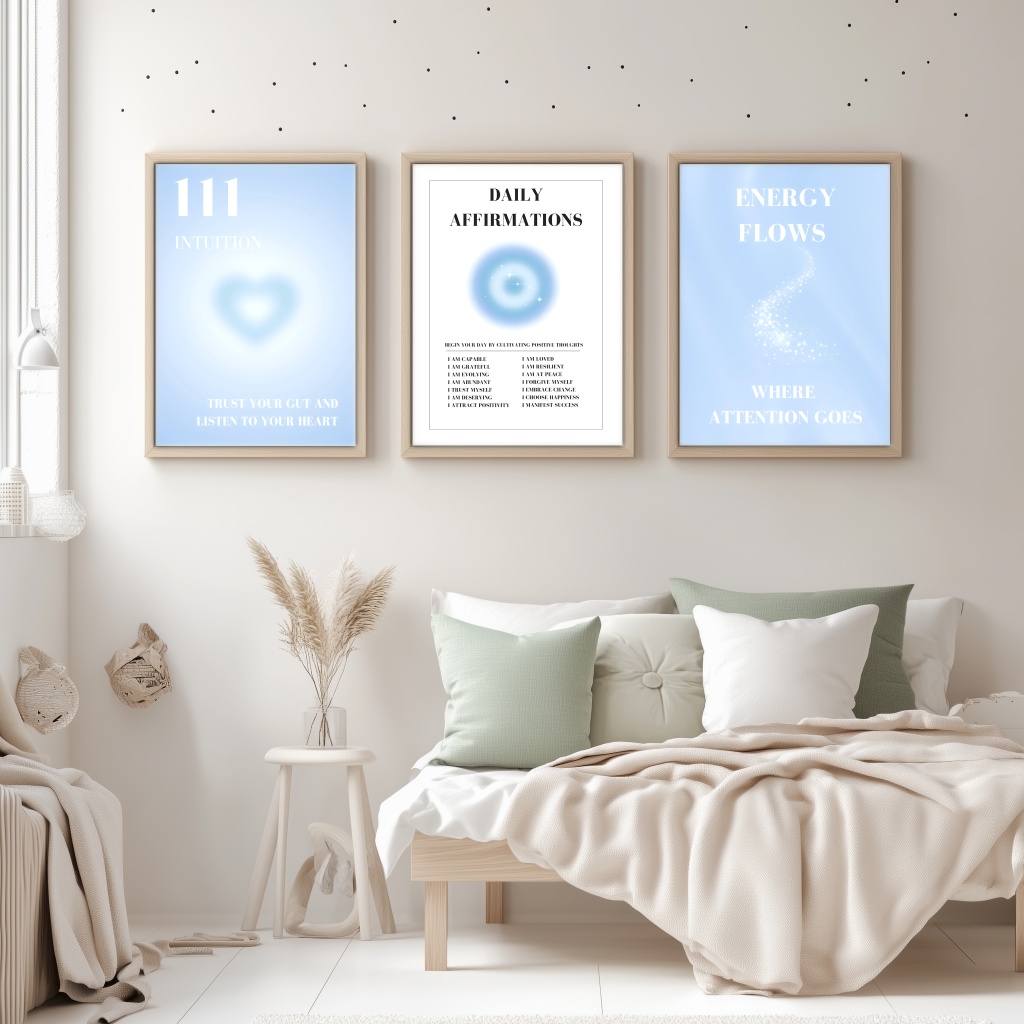 111
INTUITION
TRUST YOUR GUT AND
LISTEN TO YOUR HEART
DAILY
AFFIRMATIONS
BEGIN YOUR DAY BY CULTIVATING POSITIVE THOUGHTS
I AM CAPABLE
I AM GRATEFUL
I AM EVOLVING
I AM ABUNDANT
I TRUST MYSELF
I AM DESERVING
I ATTRACT POSITIVITY
I AM LOVED
I AM RESILIENT
I AM AT PEACE
I FORGIVE MYSELF
I EMBRACE CHANGE
I CHOOSE HAPPINESS
I MANIFEST SUCCESS
ENERGY
FLOWS
WHERE
ATTENTION GOES